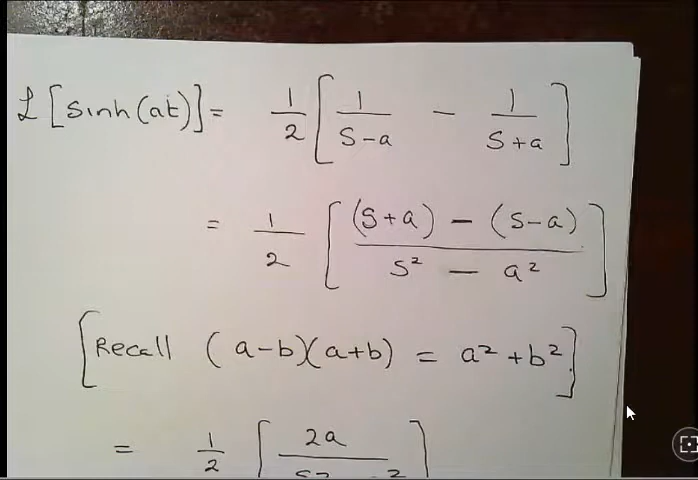 ℒ[Sinh(at)] = 1/2 [1/(S-a) - 1/(S+a)]
= 1/2 [((S+a) - (S-a))/(S² - a²)]
[Recall (a-b)(a+b) = a² + b²]
= 1/2 [2a/